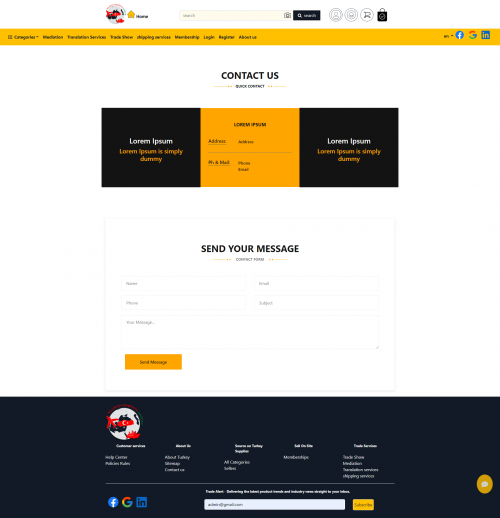 Home
search
search
Categories Mediation Translation Services Trade Show shipping services Membership Login Register About us
en
CONTACT US
QUICK CONTACT
Lorem Ipsum
Lorem Ipsum is simply
dummy
LOREM IPSUM
Address Address
Ph & Mail Phone
Email
Lorem Ipsum
Lorem Ipsum is simply
dummy
SEND YOUR MESSAGE
CONTACT FORM
Name Email
Phone Subject
Your Message...
Send Message
Customer services
Help Center
Policies Rules
About Us
About Turkey
Sitemap
Contact us
Source on Turkey
Supplier
All Categories
Sellers
Sell On Site
Memberships
Trade Services
Trade Show
Mediation
Translation services
shipping services
Trade Alert - Delivering the latest product trends and industry news straight to your inbox.
admin@gmail.com
Subscribe